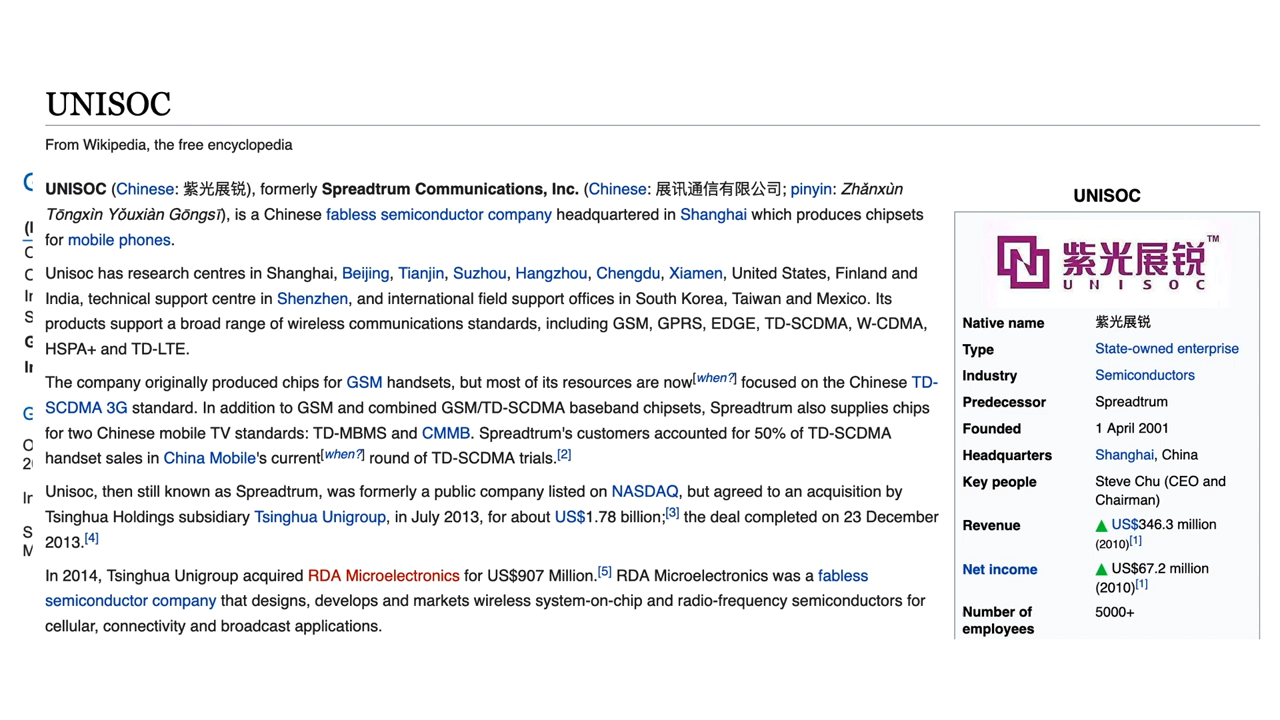 UNISOC
From Wikipedia, the free encyclopedia
UNISOC (Chinese: 紫光展锐), formerly Spreadtrum Communications, Inc. (Chinese: 展讯通信有限公司; pinyin: Zhǎnxùn
Tōngxìn Yǒuxiàn Gōngsī), is a Chinese fabless semiconductor company headquartered in Shanghai which produces chipsets
for mobile phones.
Unisoc has research centres in Shanghai, Beijing, Tianjin, Suzhou, Hangzhou, Chengdu, Xiamen, United States, Finland and
India, technical support centre in Shenzhen, and international field support offices in South Korea, Taiwan and Mexico. Its
products support a broad range of wireless communications standards, including GSM, GPRS, EDGE, TD-SCDMA, W-CDMA,
HSPA+ and TD-LTE.
The company originally produced chips for GSM handsets, but most of its resources are now[when?] focused on the Chinese TD-
SCDMA 3G standard. In addition to GSM and combined GSM/TD-SCDMA baseband chipsets, Spreadtrum also supplies chips
for two Chinese mobile TV standards: TD-MBMS and CMMB. Spreadtrum's customers accounted for 50% of TD-SCDMA
handset sales in China Mobile's current[when?] round of TD-SCDMA trials.[2]
Unisoc, then still known as Spreadtrum, was formerly a public company listed on NASDAQ, but agreed to an acquisition by
Tsinghua Holdings subsidiary Tsinghua Unigroup, in July 2013, for about US$1.78 billion;[3] the deal completed on 23 December
2013.[4]
In 2014, Tsinghua Unigroup acquired RDA Microelectronics for US$907 Million.[5] RDA Microelectronics was a fabless
semiconductor company that designs, develops and markets wireless system-on-chip and radio-frequency semiconductors for
cellular, connectivity and broadcast applications.
UNISOC
紫光展锐™
UNISOC
Native name 紫光展锐
Type State-owned enterprise
Industry Semiconductors
Predecessor Spreadtrum
Founded 1 April 2001
Headquarters Shanghai, China
Key people Steve Chu (CEO and
Chairman)
Revenue ▲ US$346.3 million
(2010)[1]
Net income ▲ US$67.2 million
(2010)[1]
Number of 5000+
employees